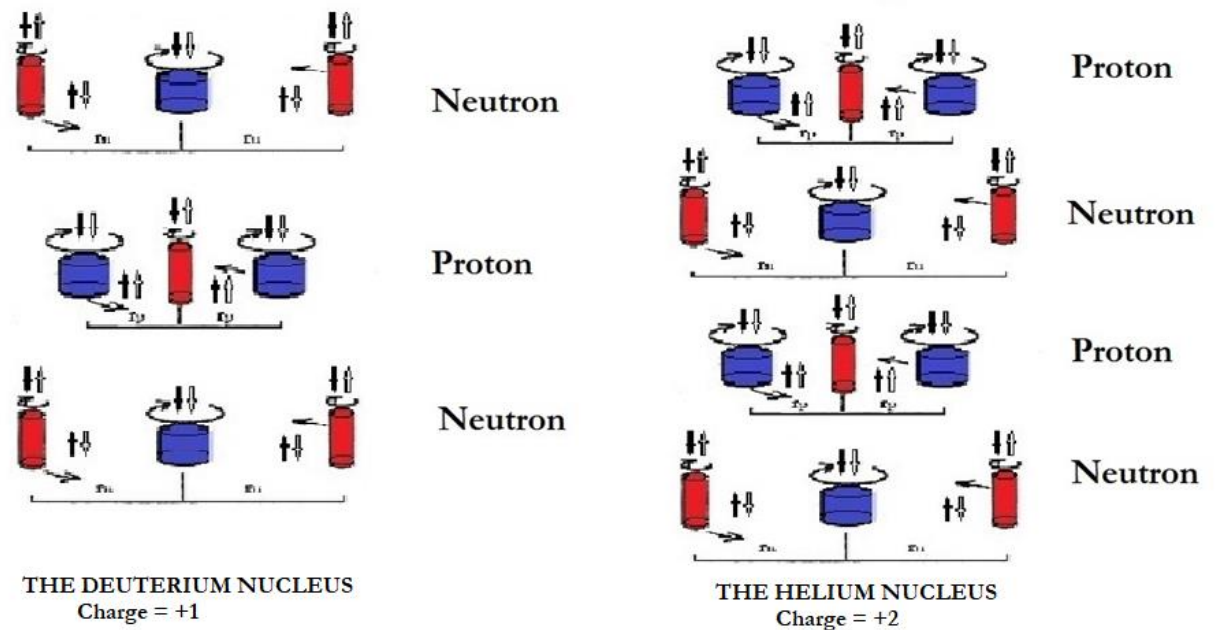 Neutron
Proton
Neutron
THE DEUTERIUM NUCLEUS
Charge = +1
Proton
Neutron
Proton
Neutron
THE HELIUM NUCLEUS
Charge = +2